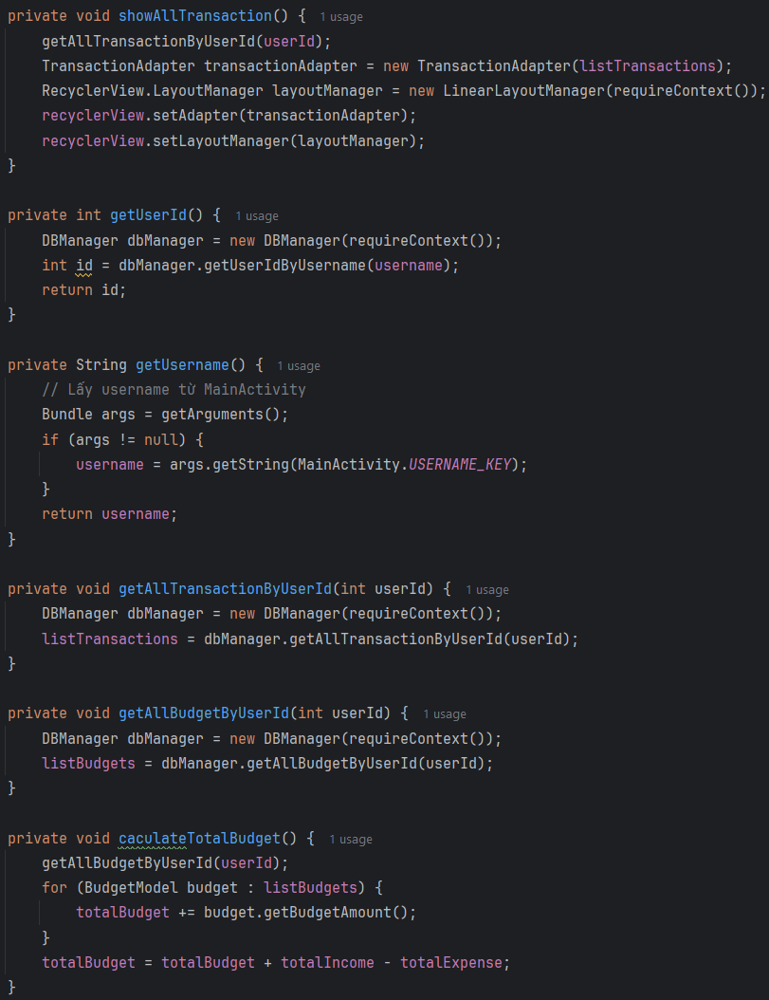 private void showAllTransaction() {  1 usage
    getAllTransactionByUserId(userId);
    TransactionAdapter transactionAdapter = new TransactionAdapter(listTransactions);
    RecyclerView.LayoutManager layoutManager = new LinearLayoutManager(requireContext());
    recyclerView.setAdapter(transactionAdapter);
    recyclerView.setLayoutManager(layoutManager);
}
private int getUserId() {  1 usage
    DBManager dbManager = new DBManager(requireContext());
    int id = dbManager.getUserIdByUsername(username);
    return id;
}
private String getUsername() {  1 usage
    // Lấy username từ MainActivity
    Bundle args = getArguments();
    if (args != null) {
        username = args.getString(MainActivity.USERNAME_KEY);
    }
    return username;
}
private void getAllTransactionByUserId(int userId) {  1 usage
    DBManager dbManager = new DBManager(requireContext());
    listTransactions = dbManager.getAllTransactionByUserId(userId);
}
private void getAllBudgetByUserId(int userId) {  1 usage
    DBManager dbManager = new DBManager(requireContext());
    listBudgets = dbManager.getAllBudgetByUserId(userId);
}
private void caculateTotalBudget() {  1 usage
    getAllBudgetByUserId(userId);
    for (BudgetModel budget : listBudgets) {
        totalBudget += budget.getBudgetAmount();
    }
    totalBudget = totalBudget + totalIncome - totalExpense;
}